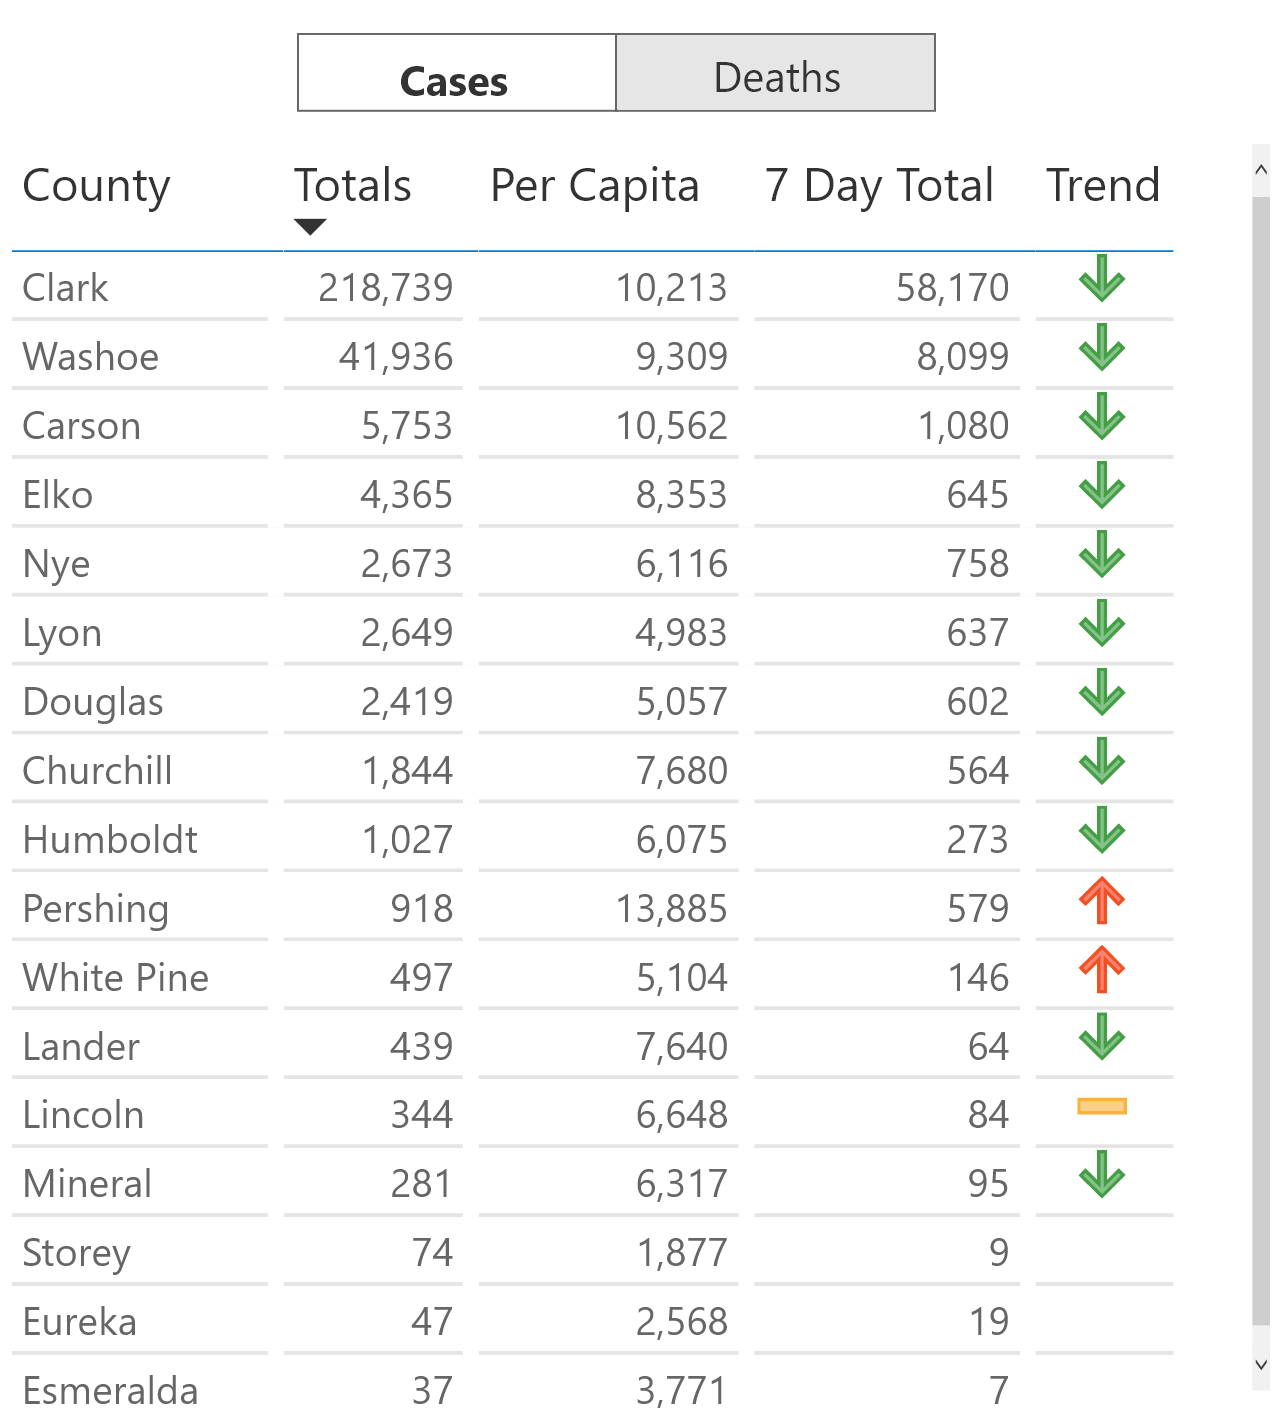 Cases Deaths
County Totals Per Capita 7 Day Total Trend
Clark 218,739 10,213 58,170
Washoe 41,936 9,309 8,099
Carson 5,753 10,562 1,080
Elko 4,365 8,353 645
Nye 2,673 6,116 758
Lyon 2,649 4,983 637
Douglas 2,419 5,057 602
Churchill 1,844 7,680 564
Humboldt 1,027 6,075 273
Pershing 918 13,885 579
White Pine 497 5,104 146
Lander 439 7,640 64
Lincoln 344 6,648 84
Mineral 281 6,317 95
Storey 74 1,877 9
Eureka 47 2,568 19
Esmeralda 37 3,771 7